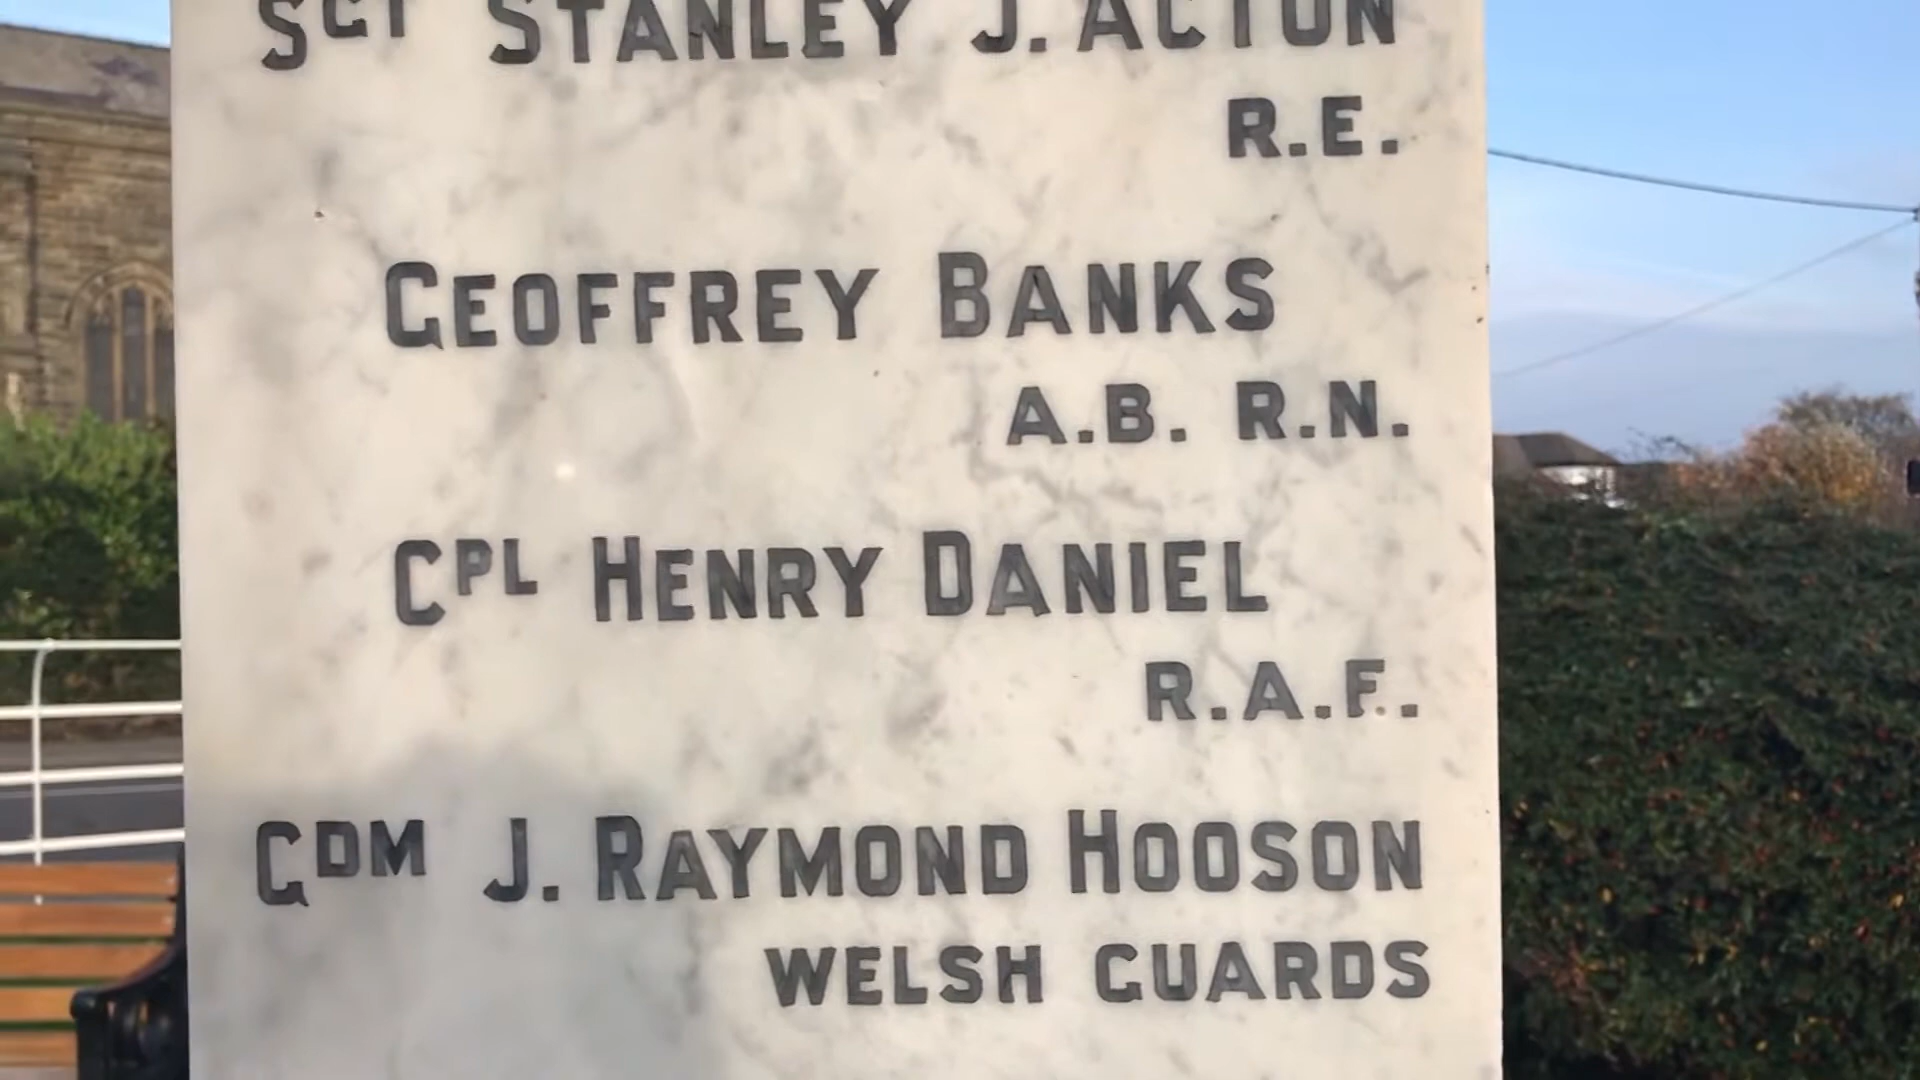 SGT STANLEY J. ACTON
R.E.
GEOFFREY BANKS
A.B. R.N.
CPL HENRY DANIEL
R.A.F.
GDM J. RAYMOND HOOSON
WELSH GUARDS